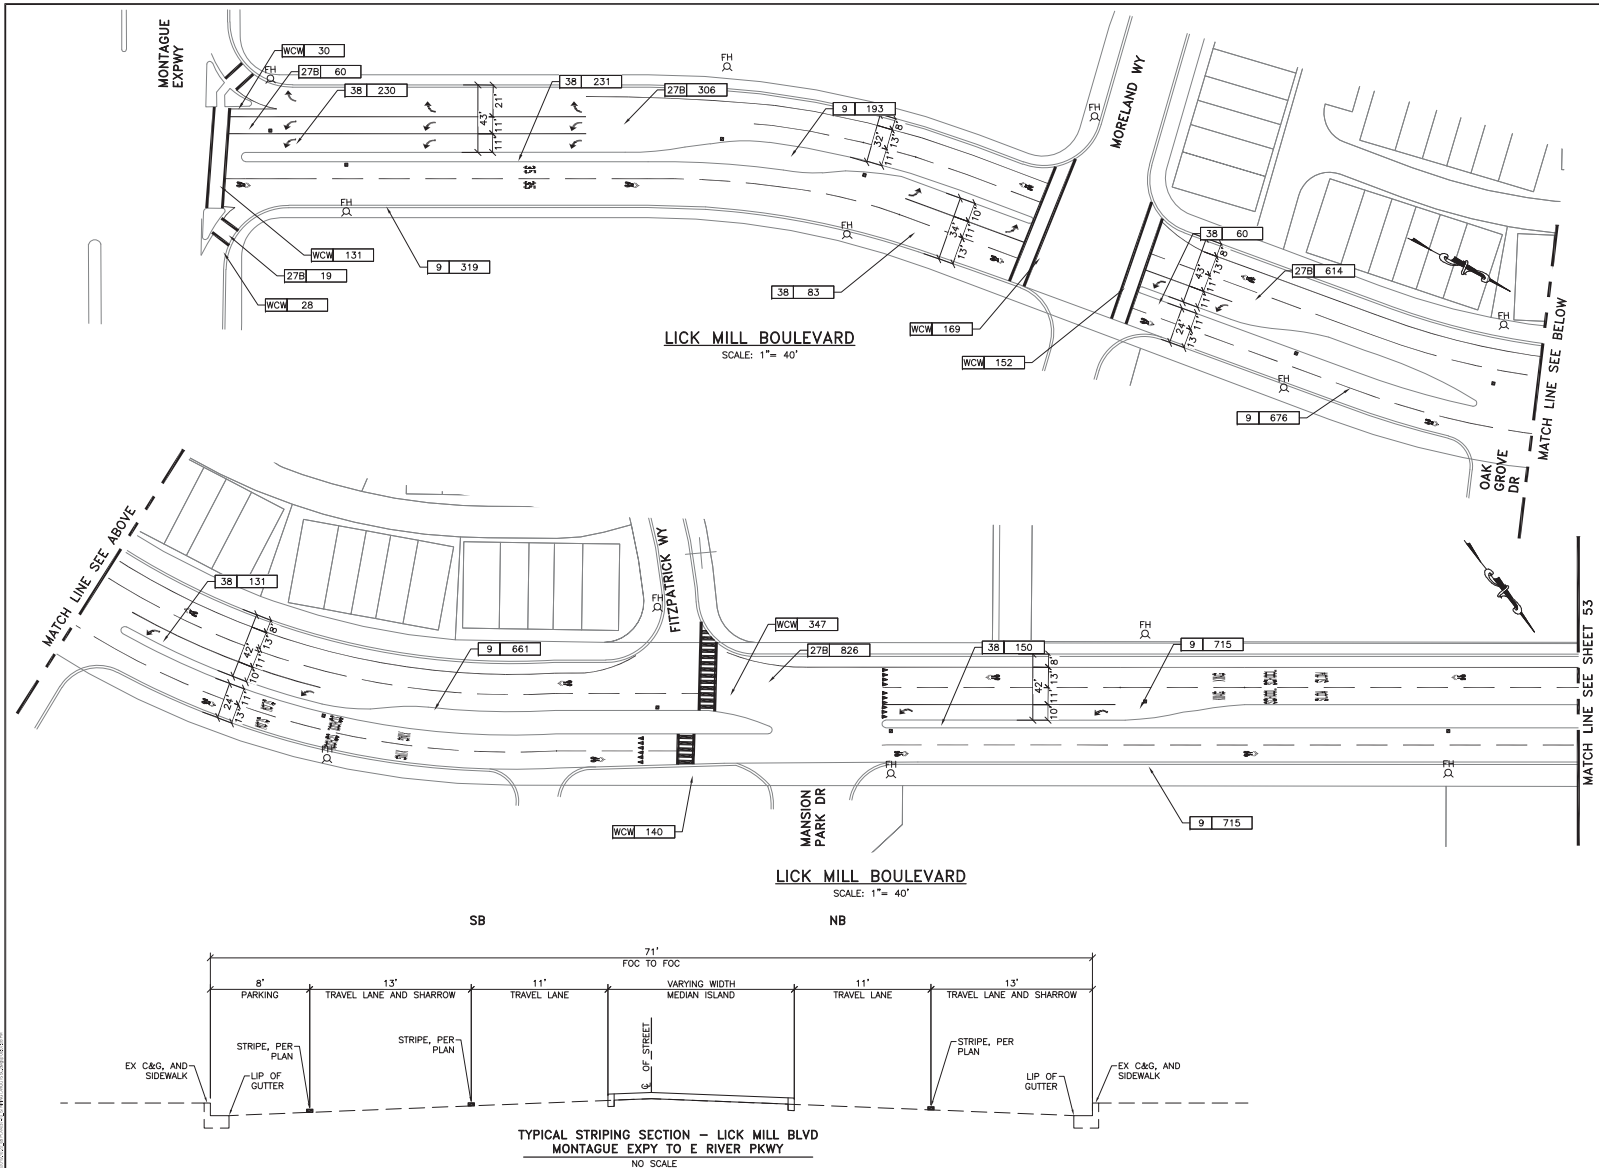 MONTAGUE
EXPWY
WCW 30
27B 60
38 230
FH
38 231
27B 306
FH
9 193
FH
MORELAND WY
21'
43'
11'
11'
8'
32'
13'
11'
35 35
FH
FH
10'
34'
11'
13'
WCW 131
27B 19
WCW 28
9 319
38 83
WCW 169
WCW 152
38 60
27B 614
8'
13'
43'
11'
11'
24'
11'
13'
FH
FH
9 676
MATCH LINE SEE BELOW
OAK
GROVE
DR
LICK MILL BOULEVARD
SCALE: 1"= 40'
MATCH LINE SEE ABOVE
38 131
8'
13'
42'
11'
10'
24'
11'
13'
9 661
FH
FITZPATRICK WY
WCW 347
27B 826
38 150
FH
9 715
8'
13'
42'
11'
10'
SCHOOL
SLOW SLOW
MATCH LINE SEE SHEET 53
FH
FH
WCW 140
MANSION
PARK DR
9 715
LICK MILL BOULEVARD
SCALE: 1"= 40'
SB
NB
71'
FOC TO FOC
8'
PARKING
13'
TRAVEL LANE AND SHARROW
11'
TRAVEL LANE
VARYING WIDTH
MEDIAN ISLAND
11'
TRAVEL LANE
13'
TRAVEL LANE AND SHARROW
OF STREET
STRIPE, PER
PLAN
STRIPE, PER
PLAN
STRIPE, PER
PLAN
EX C&G, AND
SIDEWALK
LIP OF
GUTTER
LIP OF
GUTTER
EX C&G, AND
SIDEWALK
TYPICAL STRIPING SECTION – LICK MILL BLVD
MONTAGUE EXPY TO E RIVER PKWY
NO SCALE